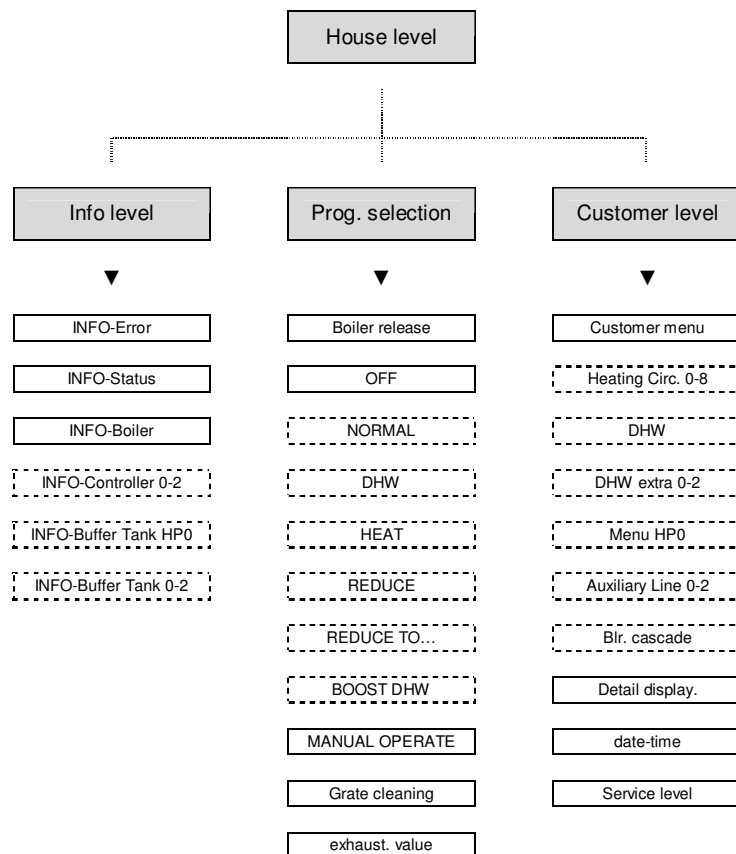 House level
Info level
Prog. selection
Customer level
INFO-Error
INFO-Status
INFO-Boiler
INFO-Controller 0-2
INFO-Buffer Tank HP0
INFO-Buffer Tank 0-2
Boiler release
OFF
NORMAL
DHW
HEAT
REDUCE
REDUCE TO…
BOOST DHW
MANUAL OPERATE
Grate cleaning
exhaust. value
Customer menu
Heating Circ. 0-8
DHW
DHW extra 0-2
Menu HP0
Auxiliary Line 0-2
Blr. cascade
Detail display.
date-time
Service level